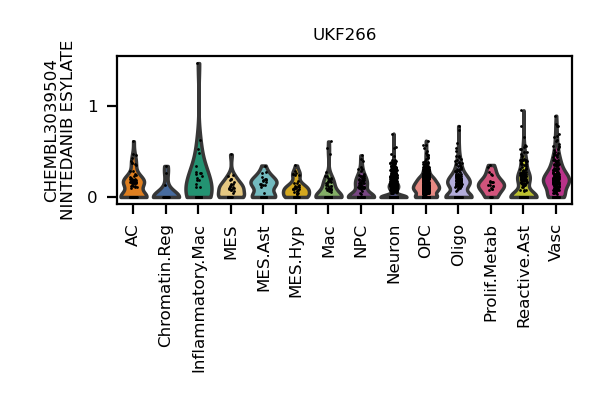 UKF266
CHEMBL3039504
NINTEDANIB ESYLATE
1
0
AC
Chromatin.Reg
Inflammatory.Mac
MES
MES.Ast
MES.Hyp
Mac
NPC
Neuron
OPC
Oligo
Prolif.Metab
Reactive.Ast
Vasc